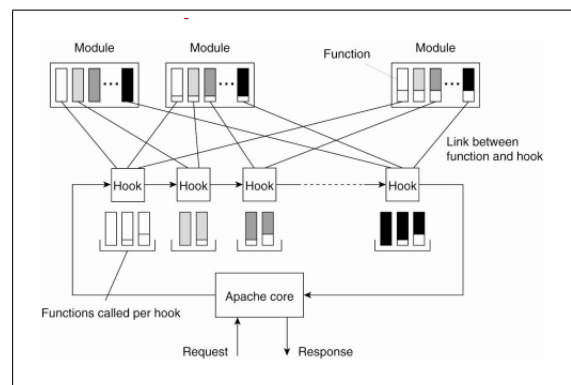 Module
Module
Function
Module
Link between
function and hook
Hook
Hook
Hook
Hook
Functions called per hook
Apache core
Request
Response